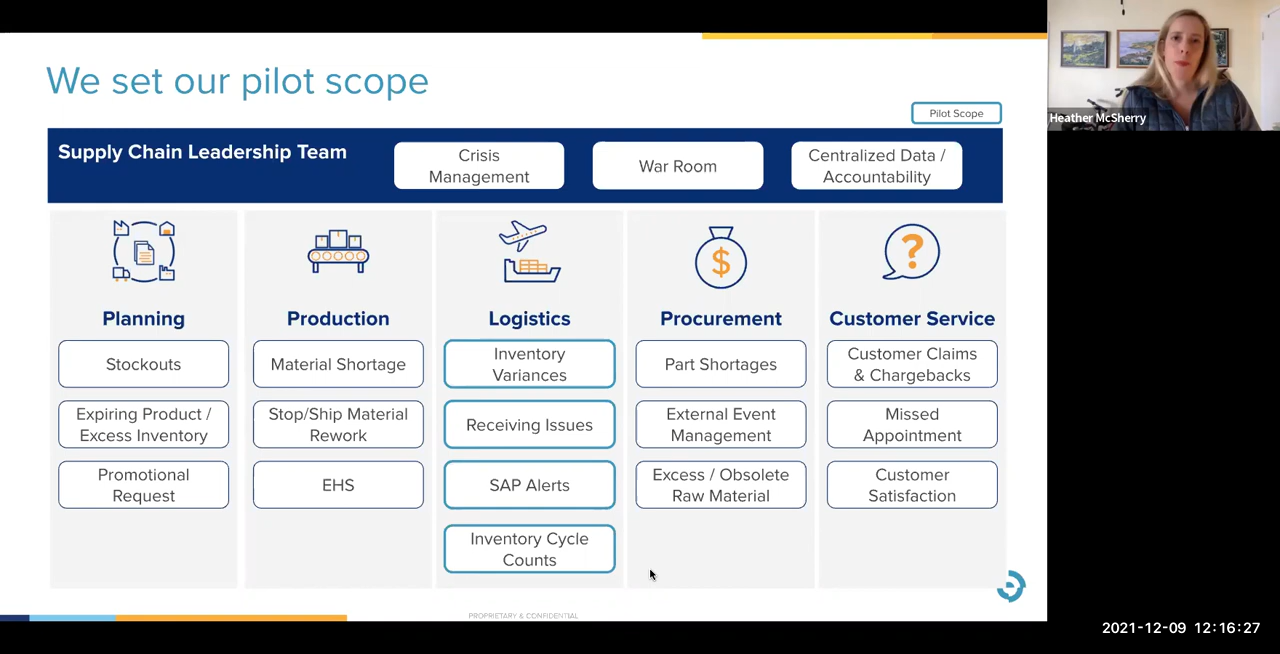 We set our pilot scope
Pilot Scope
Heather McSherry
Supply Chain Leadership Team
Crisis
Management
War Room
Centralized Data /
Accountability
Planning
Stockouts
Expiring Product /
Excess Inventory
Promotional
Request
Production
Material Shortage
Stop/Ship Material
Rework
EHS
Logistics
Inventory
Variances
Receiving Issues
SAP Alerts
Inventory Cycle
Counts
Procurement
$
Part Shortages
External Event
Management
Excess / Obsolete
Raw Material
?
Customer Service
Customer Claims
& Chargebacks
Missed
Appointment
Customer
Satisfaction
PROPRIETARY & CONFIDENTIAL
2021-12-09 12:16:27